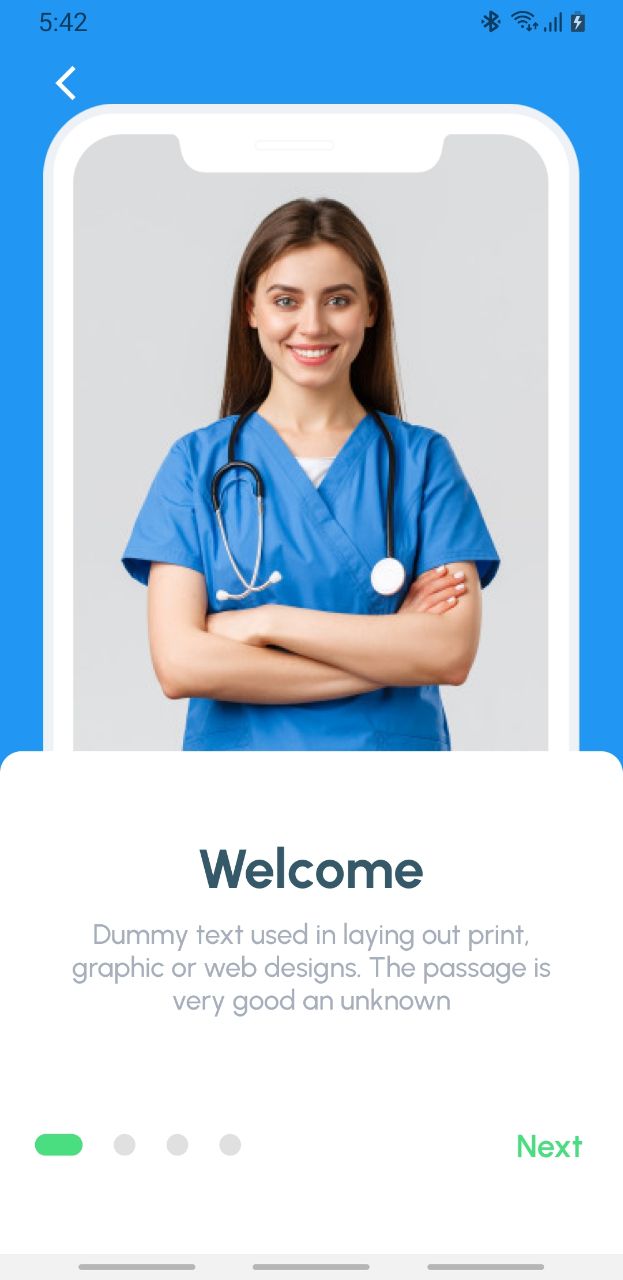 5:42
Welcome
Dummy text used in laying out print,
graphic or web designs. The passage is
very good an unknown
Next